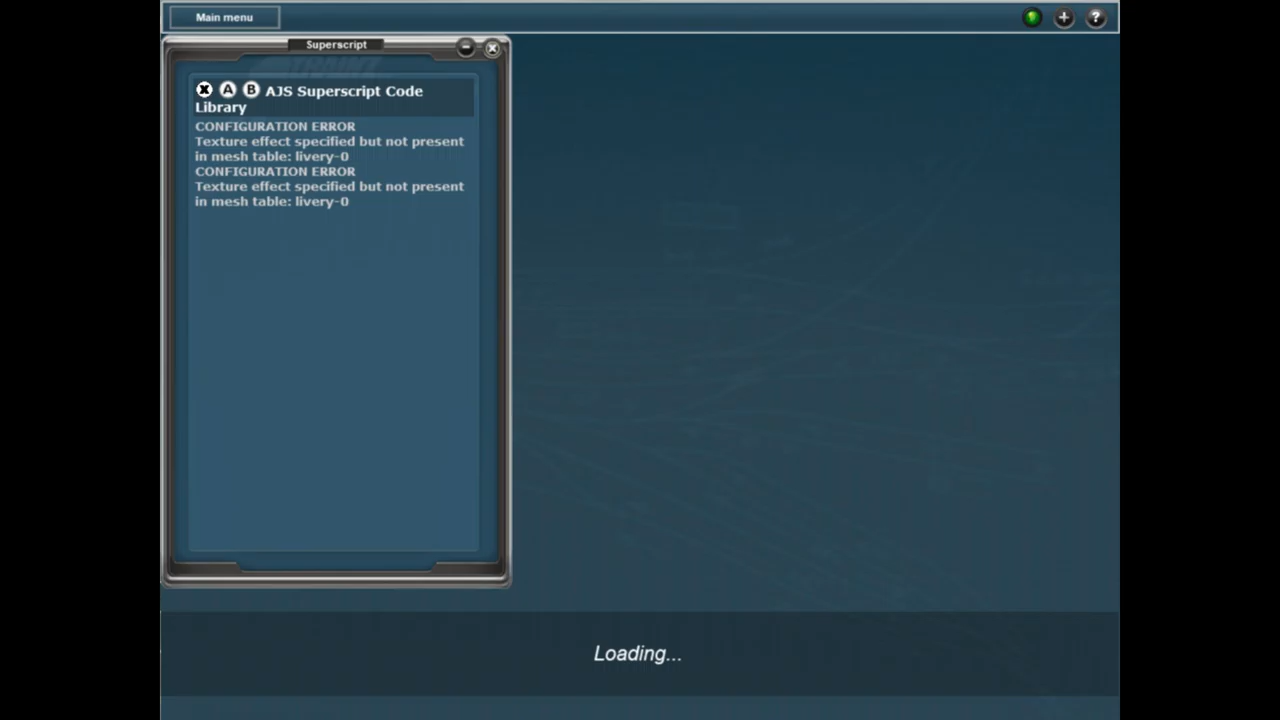 Main menu
Superscript
X A B AJS Superscript Code
Library
CONFIGURATION ERROR
Texture effect specified but not present
in mesh table: livery-0
CONFIGURATION ERROR
Texture effect specified but not present
in mesh table: livery-0
Loading...